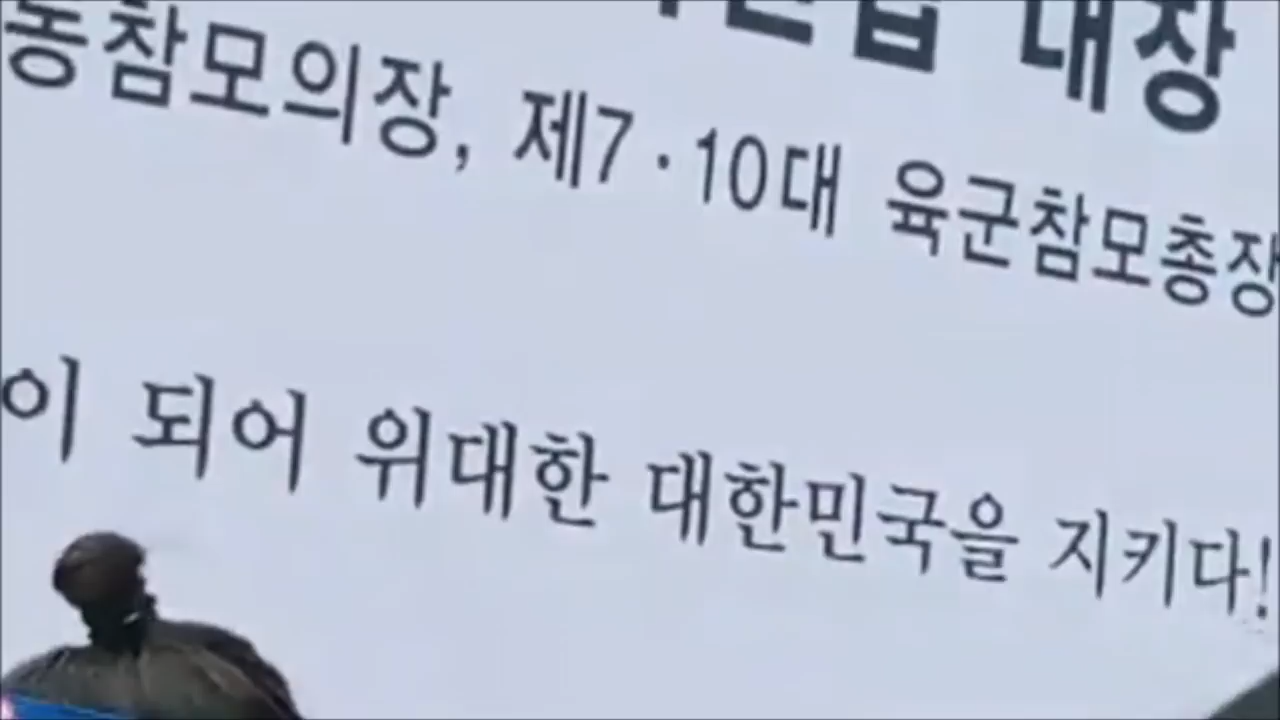 대장
동참모의장, 제7·10대 육군참모총장
이 되어 위대한 대한민국을 지키다!